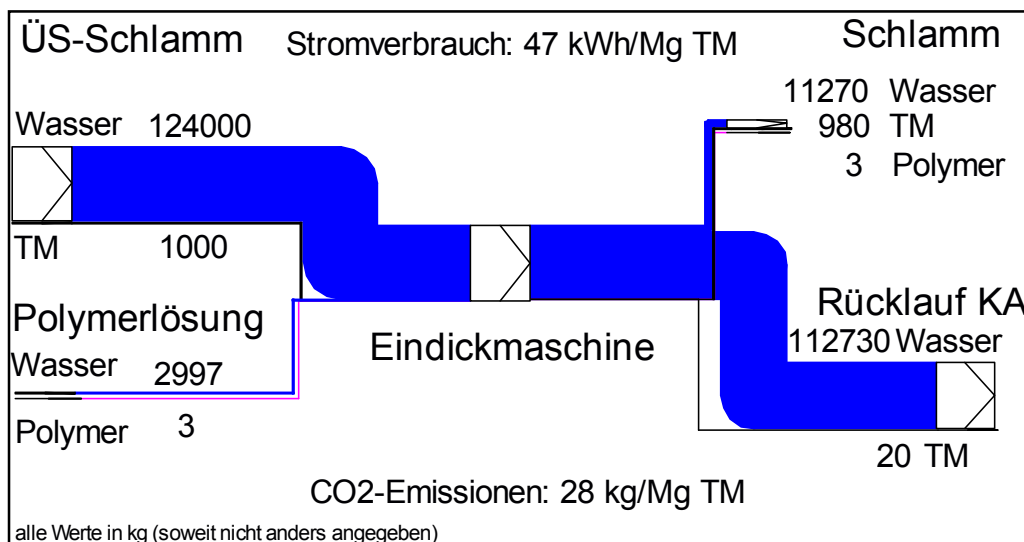 ÜS-Schlamm
Stromverbrauch: 47 kWh/Mg TM
Schlamm
11270 Wasser
980 TM
3 Polymer
Wasser 124000
TM 1000
Polymerlösung
Wasser 2997
Polymer 3
Eindickmaschine
Rücklauf KA
112730 Wasser
20 TM
CO2-Emissionen: 28 kg/Mg TM
alle Werte in kg (soweit nicht anders angegeben)